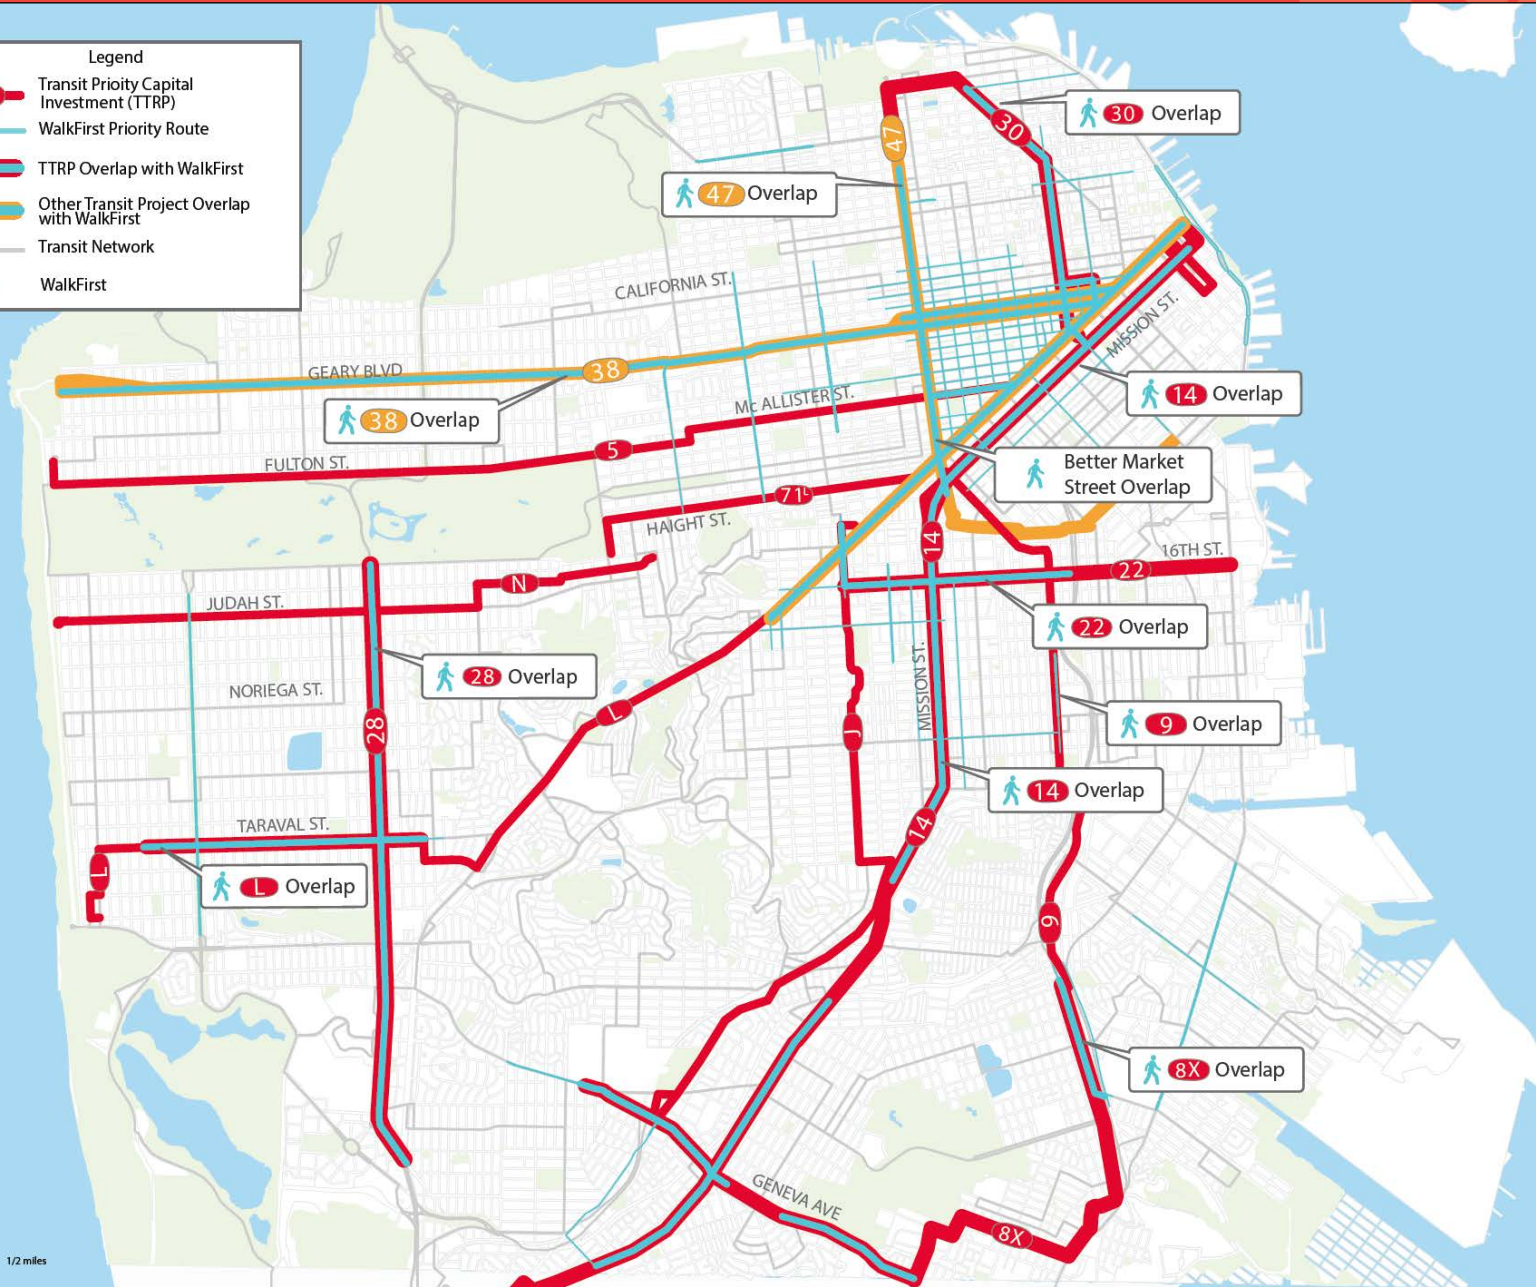 Legend
Transit Prioity Capital
Investment (TTRP)
WalkFirst Priority Route
TTRP Overlap with WalkFirst
Other Transit Project Overlap
with WalkFirst
Transit Network
WalkFirst
30 Overlap
30
47
47 Overlap
CALIFORNIA ST.
MISSION ST.
GEARY BLVD
38
38 Overlap
14 Overlap
Mc ALLISTER ST.
5
FULTON ST.
Better Market
Street Overlap
71L
HAIGHT ST.
14
16TH ST.
22
N
JUDAH ST.
22 Overlap
28 Overlap
NORIEGA ST.
MISSION ST.
L
28
J
9 Overlap
14 Overlap
TARAVAL ST.
14
L
L Overlap
9
8X Overlap
GENEVA AVE
8X
1/2 miles